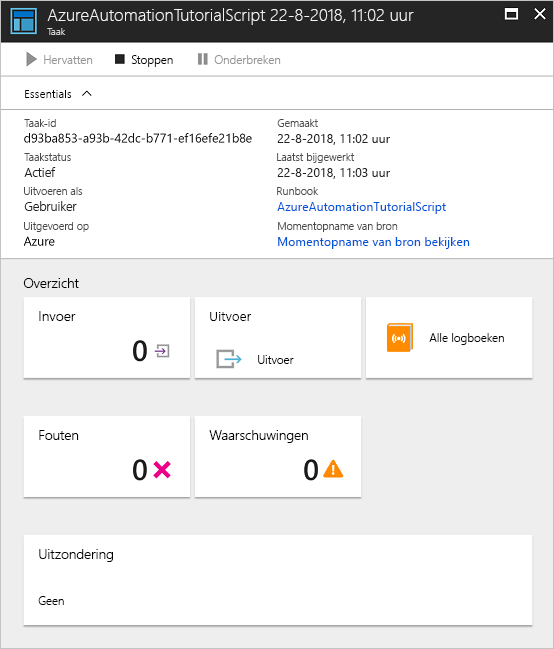 AzureAutomationTutorialScript 22-8-2018, 11:02 uur
Taak
Hervatten Stoppen Onderbreken
Essentials
Taak-id
d93ba853-a93b-42dc-b771-ef16efe21b8e
Taakstatus
Actief
Uitvoeren als
Gebruiker
Uitgevoerd op
Azure
Gemaakt
22-8-2018, 11:02 uur
Laatst bijgewerkt
22-8-2018, 11:03 uur
Runbook
AzureAutomationTutorialScript
Momentopname van bron
Momentopname van bron bekijken
Overzicht
Invoer
0
Uitvoer
Uitvoer
Alle logboeken
Fouten
0
Waarschuwingen
0
Uitzondering
Geen